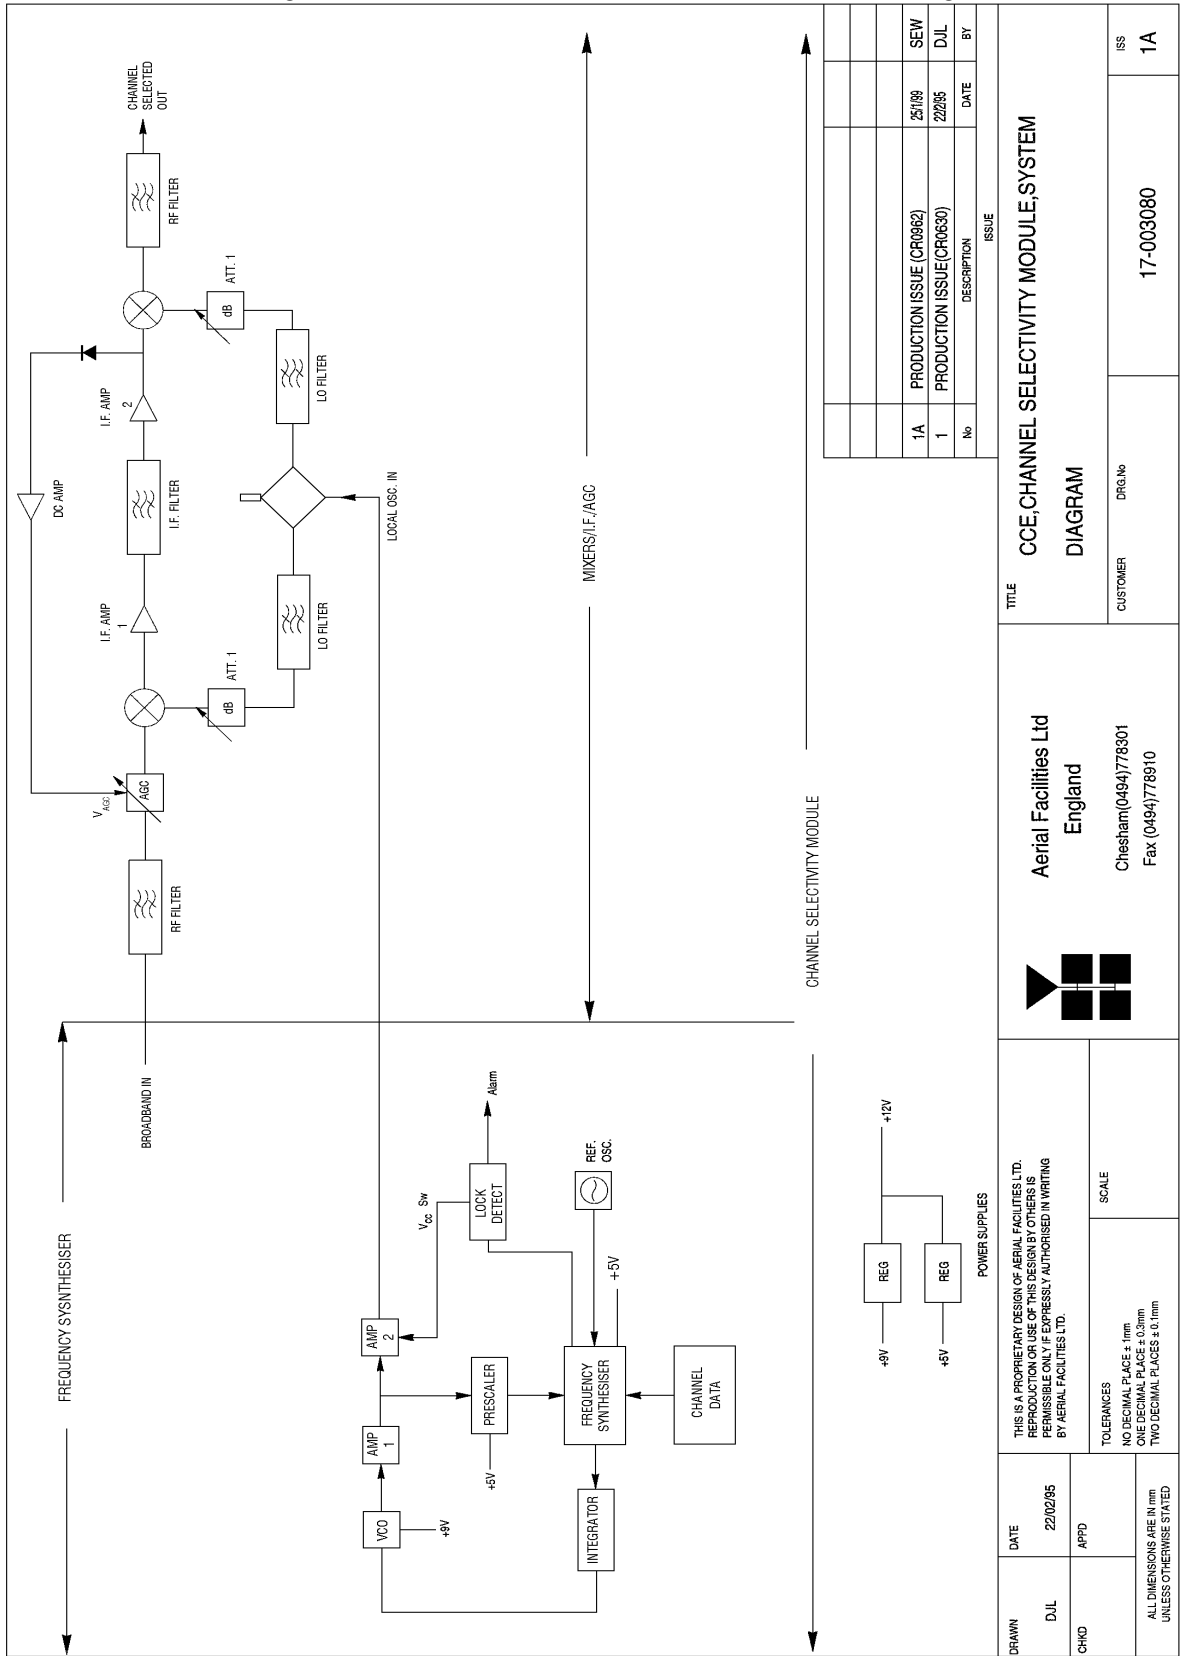 FREQUENCY SYSNTHESISER
BROADBAND IN
RF FILTER
V AGC
AGC
DC AMP
I.F. AMP
1
I.F. FILTER
I.F. AMP
2
RF FILTER
CHANNEL
SELECTED
OUT
ATT. 1
dB
LO FILTER
LO FILTER
ATT. 1
dB
LOCAL OSC. IN
MIXERS/I.F./AGC
VCO
+9V
AMP
1
AMP
2
Vcc Sw
LOCK
DETECT
Alarm
+5V
PRESCALER
REF.
OSC.
INTEGRATOR
FREQUENCY
SYNTHESISER
+5V
CHANNEL
DATA
CHANNEL SELECTIVITY MODULE
+9V
REG
+12V
+5V
REG
POWER SUPPLIES
1A PRODUCTION ISSUE (CR0962) 25/1/99 SEW
1 PRODUCTION ISSUE(CR0630) 22/2/95 DJL
No DESCRIPTION DATE BY
ISSUE
DRAWN
DJL
DATE
22/02/95
CHKD
APPD
ALL DIMENSIONS ARE IN mm
UNLESS OTHERWISE STATED
THIS IS A PROPRIETARY DESIGN OF AERIAL FACILITIES LTD.
REPRODUCTION OR USE OF THIS DESIGN BY OTHERS IS
PERMISSIBLE ONLY IF EXPRESSLY AUTHORISED IN WRITING
BY AERIAL FACILITIES LTD.
TOLERANCES
NO DECIMAL PLACE ± 1mm
ONE DECIMAL PLACE ± 0.3mm
TWO DECIMAL PLACES ± 0.1mm
SCALE
Aerial Facilities Ltd
England
Chesham(0494)778301
Fax (0494)778910
TITLE
CCE,CHANNEL SELECTIVITY MODULE,SYSTEM
DIAGRAM
CUSTOMER
DRG.No
17-003080
ISS
1A